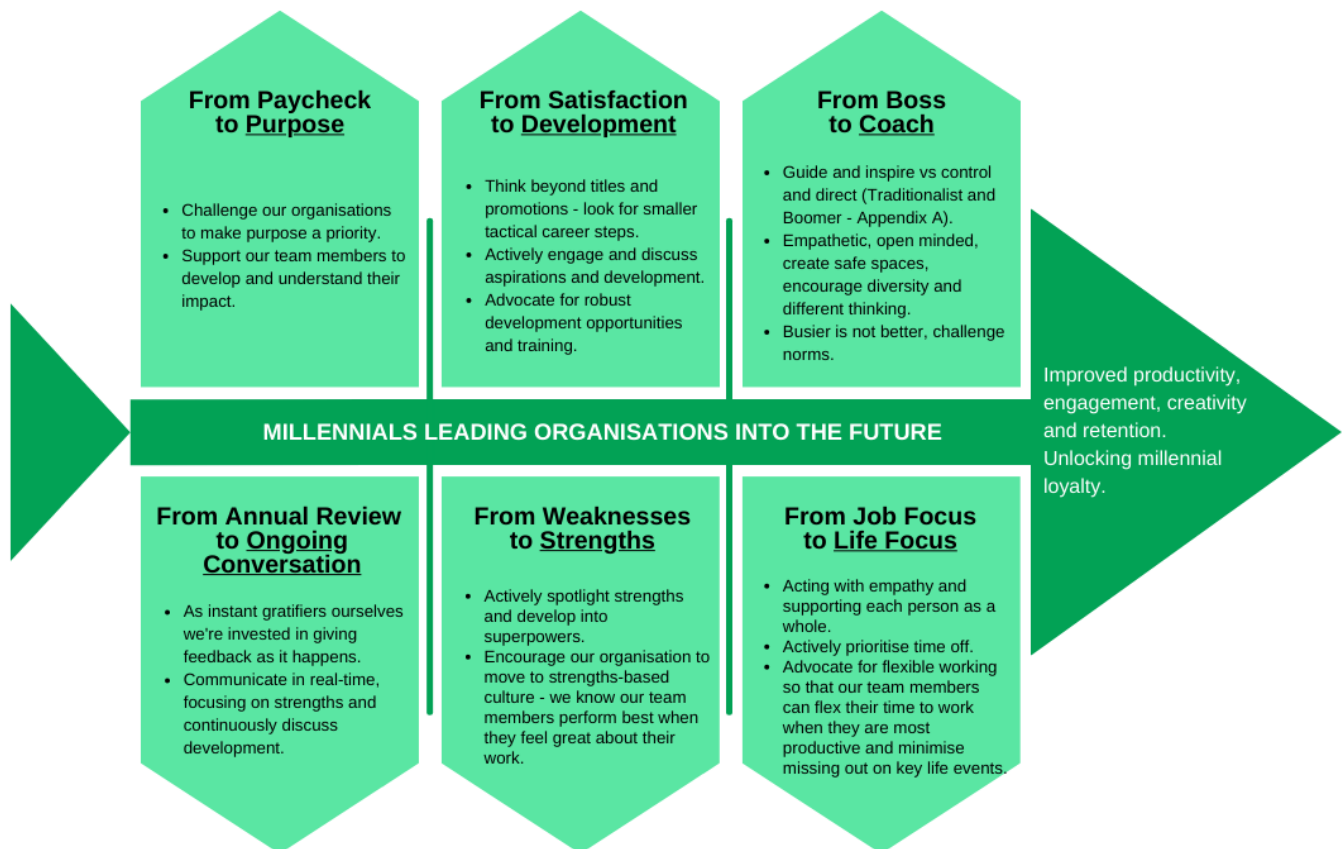 From Paycheck
to Purpose
• Challenge our organisations
to make purpose a priority.
• Support our team members to
develop and understand their
impact.
From Satisfaction
to Development
• Think beyond titles and
promotions - look for smaller
tactical career steps.
• Actively engage and discuss
aspirations and development.
• Advocate for robust
development opportunities
and training.
From Boss
to Coach
• Guide and inspire vs control
and direct (Traditionalist and
Boomer - Appendix A).
• Empathetic, open minded,
create safe spaces,
encourage diversity and
different thinking.
• Busier is not better, challenge
norms.
MILLENNIALS LEADING ORGANISATIONS INTO THE FUTURE
Improved productivity,
engagement, creativity
and retention.
Unlocking millennial
loyalty.
From Annual Review
to Ongoing
Conversation
• As instant gratifiers ourselves
we're invested in giving
feedback as it happens.
• Communicate in real-time,
focusing on strengths and
continuously discuss
development.
From Weaknesses
to Strengths
• Actively spotlight strengths
and develop into
superpowers.
• Encourage our organisation to
move to strengths-based
culture - we know our team
members perform best when
they feel great about their
work.
From Job Focus
to Life Focus
• Acting with empathy and
supporting each person as a
whole.
• Actively prioritise time off.
• Advocate for flexible working
so that our team members
can flex their time to work
when they are most
productive and minimise
missing out on key life events.